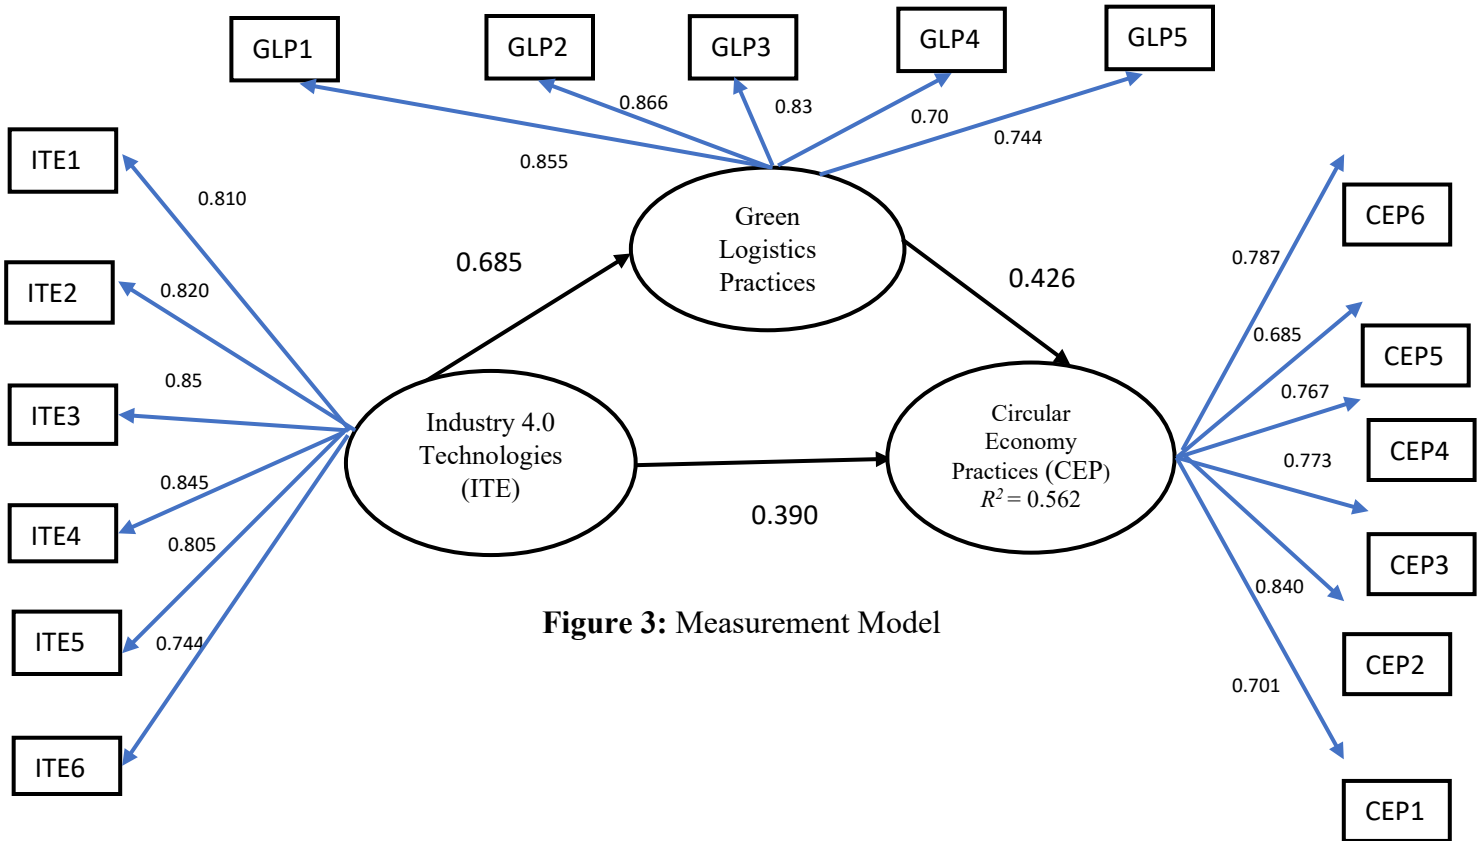 GLP1
GLP2
GLP3
GLP4
GLP5
0.855
0.866
0.83
0.70
0.744
ITE1
ITE2
ITE3
ITE4
ITE5
ITE6
0.810
0.820
0.85
0.845
0.805
0.744
0.685
Green
Logistics
Practices
0.426
Industry 4.0
Technologies
(ITE)
0.390
Circular
Economy
Practices (CEP)
R² = 0.562
0.787
0.685
0.767
0.773
0.840
0.701
CEP6
CEP5
CEP4
CEP3
CEP2
CEP1
Figure 3: Measurement Model